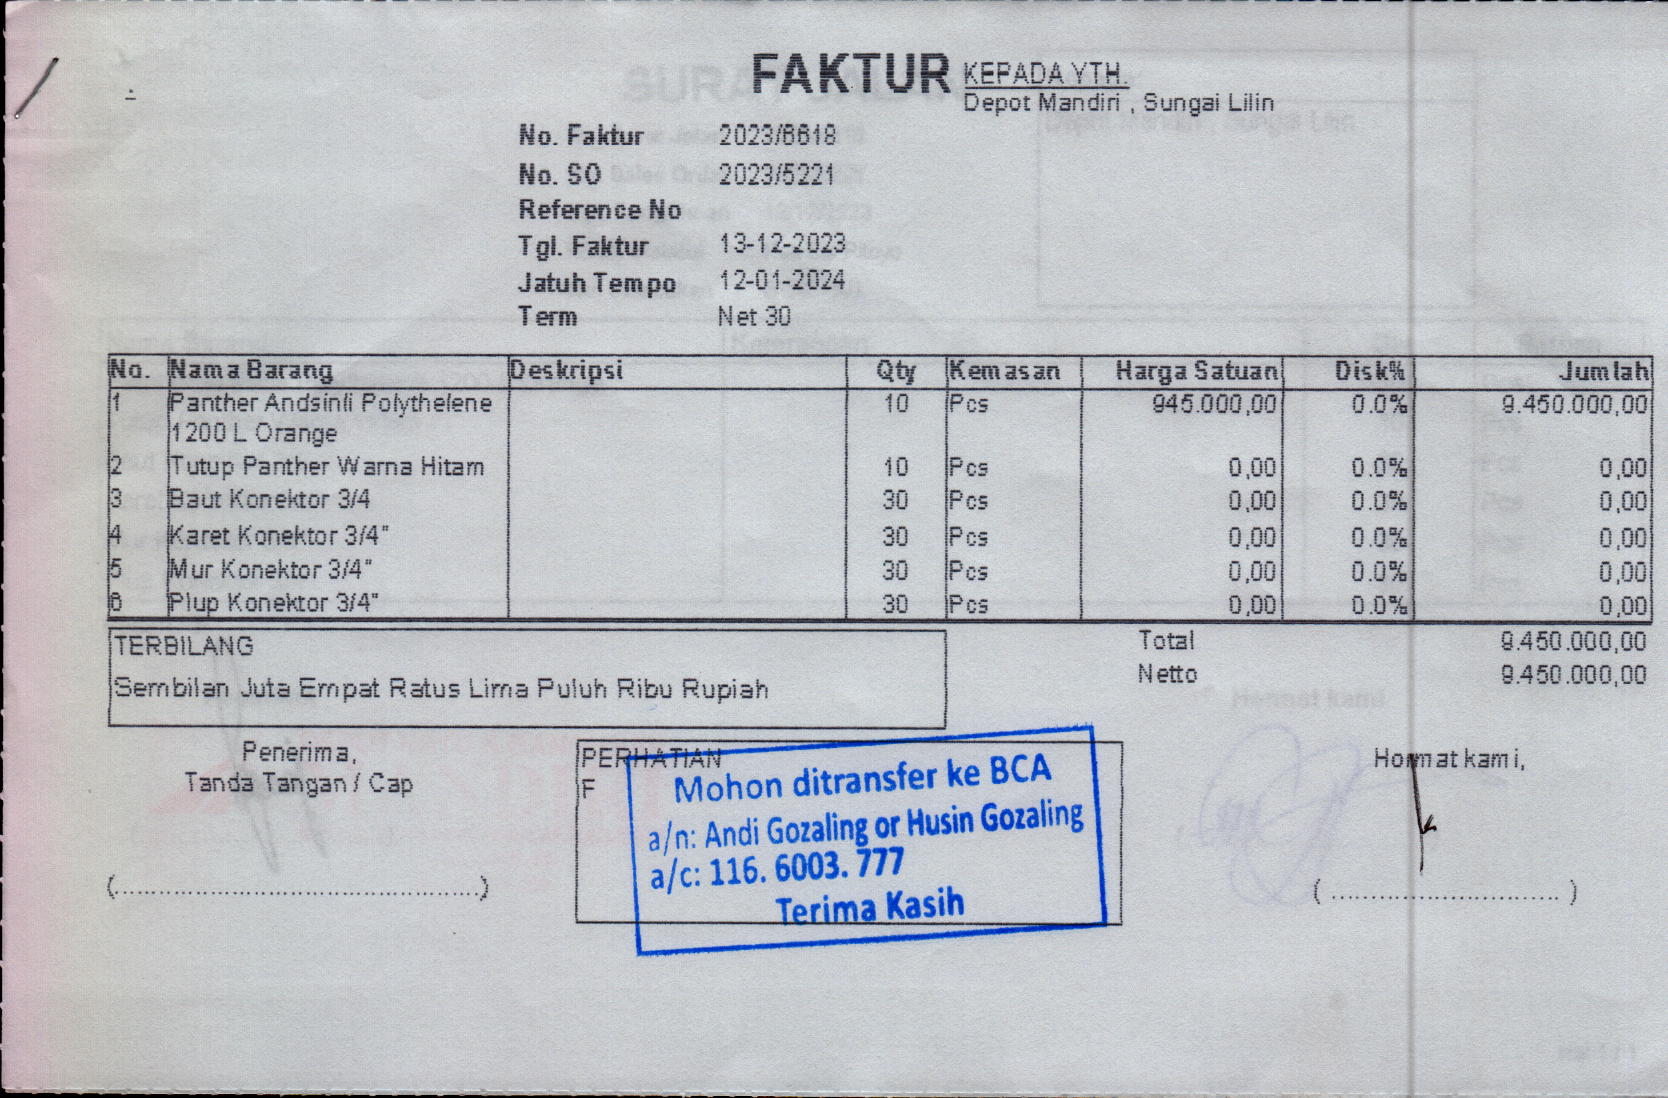 FAKTUR
KEPADA YTH.
Depot Mandiri , Sungai Lilin
No. Faktur 2023/6618
No. SO 2023/5221
Reference No
Tgl. Faktur 13-12-2023
Jatuh Tempo 12-01-2024
Term Net 30
No. Nama Barang Deskripsi Qty Kemasan Harga Satuan Disk% Jumlah
1 Panther Andsinli Polythelene 10 Pcs 945.000,00 0.0% 9.450.000,00
1200 L Orange
2 Tutup Panther Warna Hitam 10 Pcs 0,00 0.0% 0,00
3 Baut Konektor 3/4 30 Pcs 0,00 0.0% 0,00
4 Karet Konektor 3/4" 30 Pcs 0,00 0.0% 0,00
5 Mur Konektor 3/4" 30 Pcs 0,00 0.0% 0,00
6 Plup Konektor 3/4" 30 Pcs 0,00 0.0% 0,00
TERBILANG
Sembilan Juta Empat Ratus Lima Puluh Ribu Rupiah
Total 9.450.000,00
Netto 9.450.000,00
Penerima,
Tanda Tangan / Cap
(..........................................)
PERHATIAN
F
Mohon ditransfer ke BCA
a/n: Andi Gozaling or Husin Gozaling
a/c: 116. 6003. 777
Terima Kasih
Hormat kami,
( ............................ )